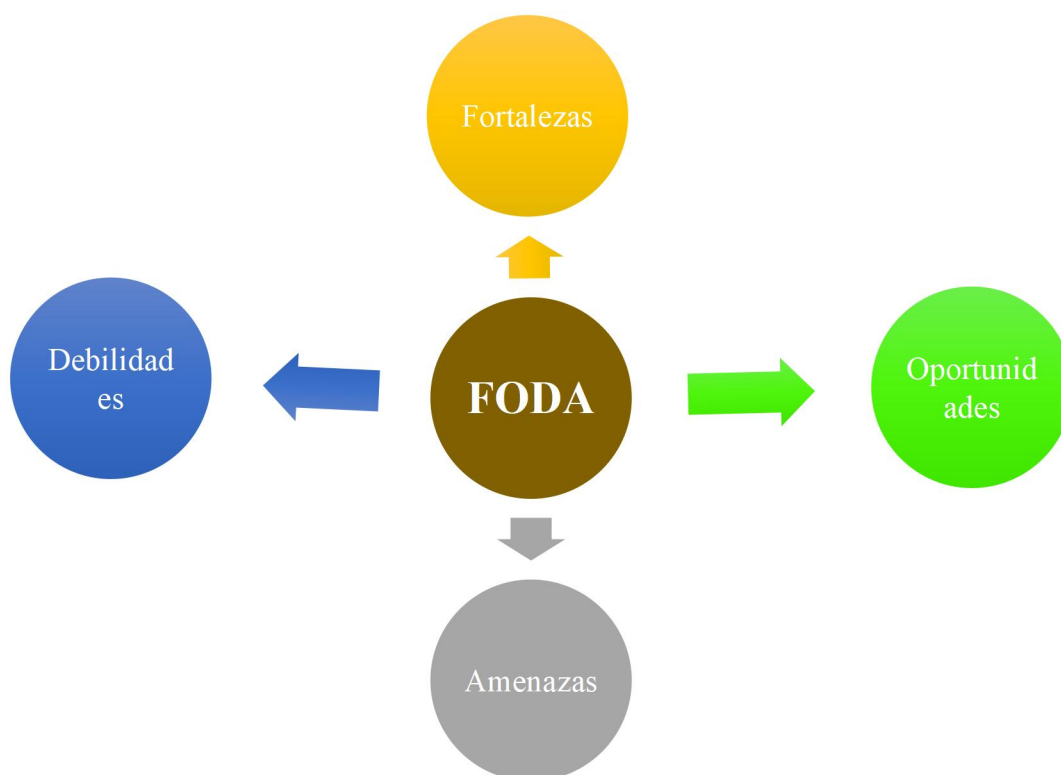 Fortalezas
Debilidad
es
FODA
Oportunid
ades
Amenazas